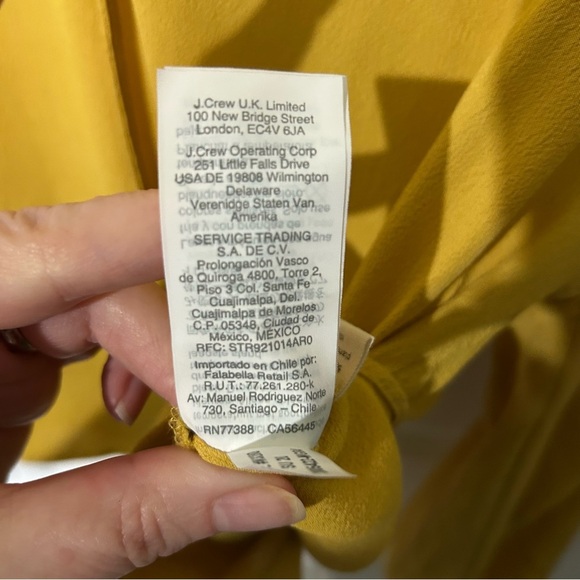 J.Crew U.K. Limited
100 New Bridge Street
London, EC4V 6JA
J.Crew Operating Corp
251 Little Falls Drive
USA DE 19808 Wilmington
Delaware
Verenidge Staten Van
Amerika
SERVICE TRADING
S.A. DE C.V.
Prolongación Vasco
de Quiroga 4800, Torre 2,
Piso 3 Col. Santa Fe
Cuajimalpa, Del.
Cuajimalpa de Morelos
C.P. 05348, Ciudad de
México, MEXICO
RFC: STR921014AR0
Importado en Chile por:
Falabella Retail S.A.
R.U.T.: 77.261.280-k
Av: Manuel Rodriguez Norte
730, Santiago – Chile
RN77388 CA56445